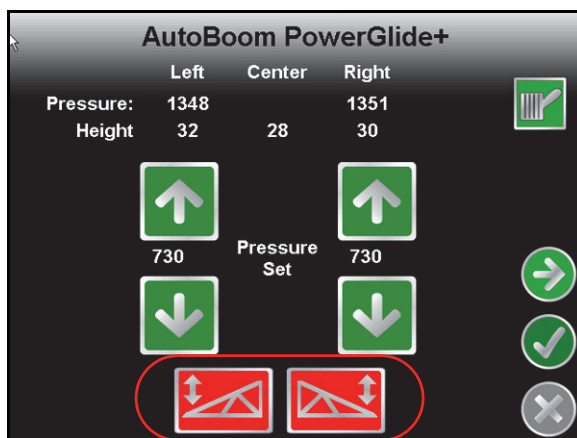 AutoBoom PowerGlide+
Left Center Right
Pressure: 1348 1351
Height 32 28 30
730 Pressure Set 730